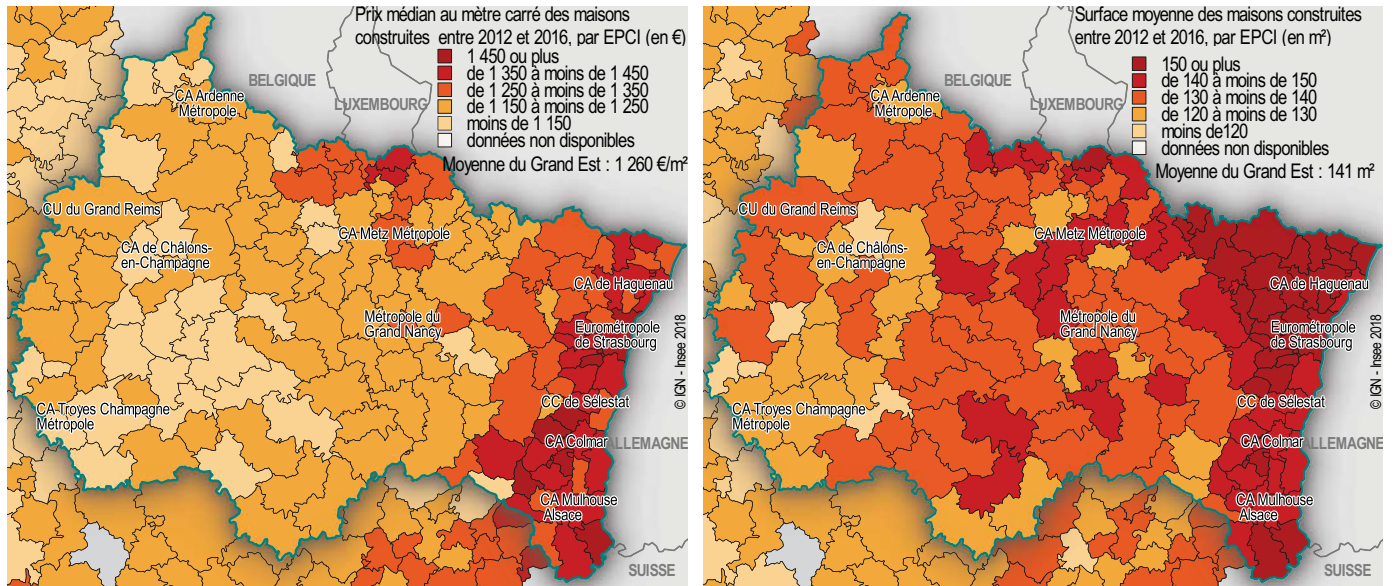 Prix médian au mètre carré des maisons
construites entre 2012 et 2016, par EPCI (en €)
1 450 ou plus
de 1 350 à moins de 1 450
de 1 250 à moins de 1 350
de 1 150 à moins de 1 250
moins de 1 150
données non disponibles
Moyenne du Grand Est : 1 260 €/m²
BELGIQUE
LUXEMBOURG
CA Ardenne
Métropole
CU du Grand Reims
CA de Châlons-
en-Champagne
CA Metz Métropole
CA de Haguenau
Métropole du
Grand Nancy
Eurométropole
de Strasbourg
CA Troyes Champagne
Métropole
CC de Sélestat
CA Colmar
ALLEMAGNE
CA Mulhouse
Alsace
SUISSE
© IGN - Insee 2018
Surface moyenne des maisons construites
entre 2012 et 2016, par EPCI (en m²)
150 ou plus
de 140 à moins de 150
de 130 à moins de 140
de 120 à moins de 130
moins de120
données non disponibles
Moyenne du Grand Est : 141 m²
BELGIQUE
LUXEMBOURG
CA Ardenne
Métropole
CU du Grand Reims
CA de Châlons-
en-Champagne
CA Metz Métropole
CA de Haguenau
Métropole du
Grand Nancy
Eurométropole
de Strasbourg
CA Troyes Champagne
Métropole
CC de Sélestat
CA Colmar
ALLEMAGNE
CA Mulhouse
Alsace
SUISSE
© IGN - Insee 2018